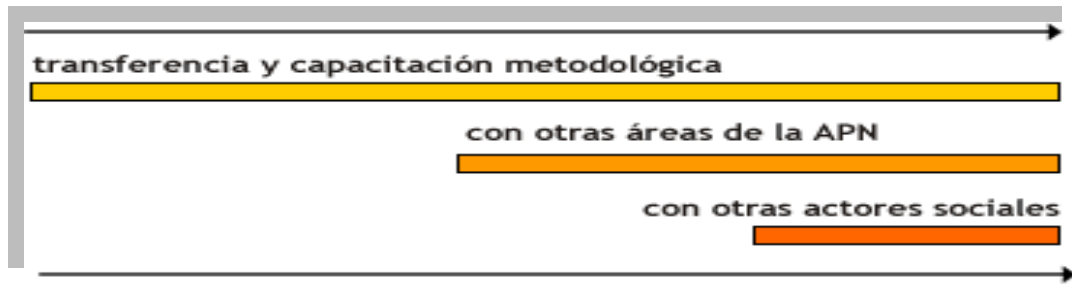 transferencia y capacitación metodológica
con otras áreas de la APN
con otras actores sociales